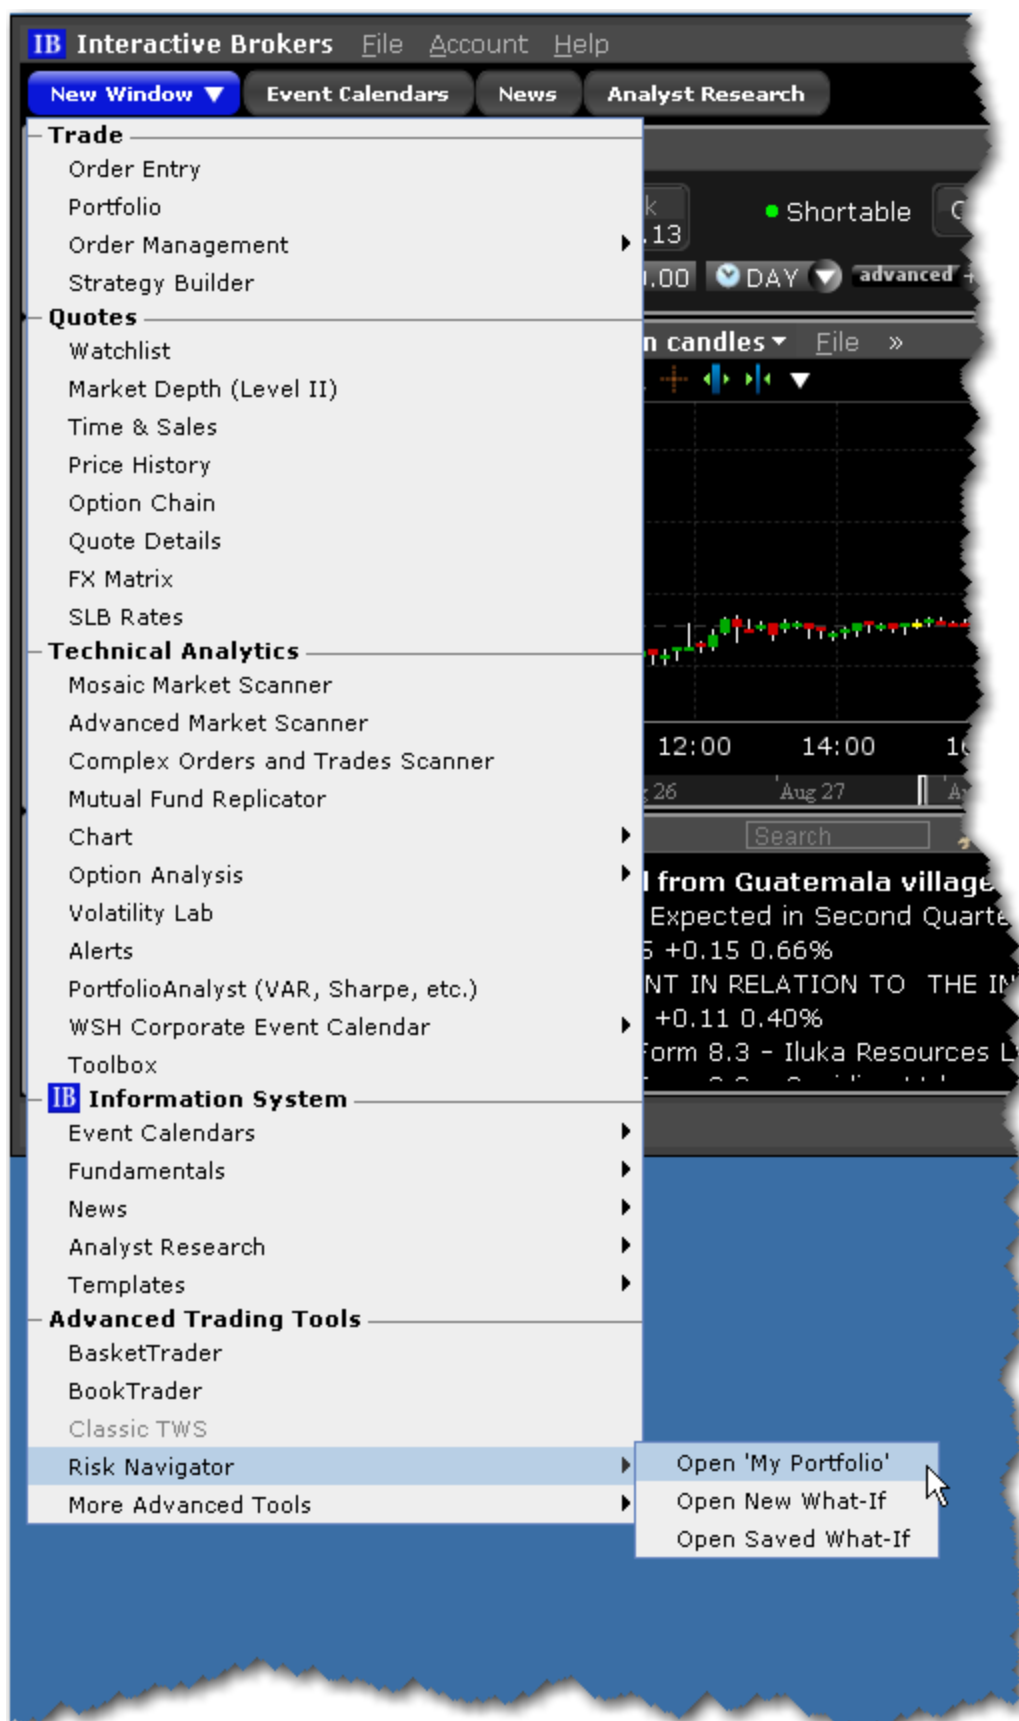 IB Interactive Brokers File Account Help
New Window Event Calendars News Analyst Research
Trade
Order Entry
Portfolio
Order Management
Strategy Builder
k
.13
Shortable
.00 DAY advanced +
Quotes
Watchlist
Market Depth (Level II)
Time & Sales
Price History
Option Chain
Quote Details
FX Matrix
SLB Rates
n candles File »
Technical Analytics
Mosaic Market Scanner
Advanced Market Scanner
Complex Orders and Trades Scanner
Mutual Fund Replicator
Chart
Option Analysis
Volatility Lab
Alerts
PortfolioAnalyst (VAR, Sharpe, etc.)
WSH Corporate Event Calendar
Toolbox
12:00 14:00
26 Aug 27
Search
from Guatemala village
Expected in Second Quarte
+0.15 0.66%
NT IN RELATION TO THE IN
+0.11 0.40%
Form 8.3 - Iluka Resources L
IB Information System
Event Calendars
Fundamentals
News
Analyst Research
Templates
Advanced Trading Tools
BasketTrader
BookTrader
Classic TWS
Risk Navigator
More Advanced Tools
Open 'My Portfolio'
Open New What-If
Open Saved What-If